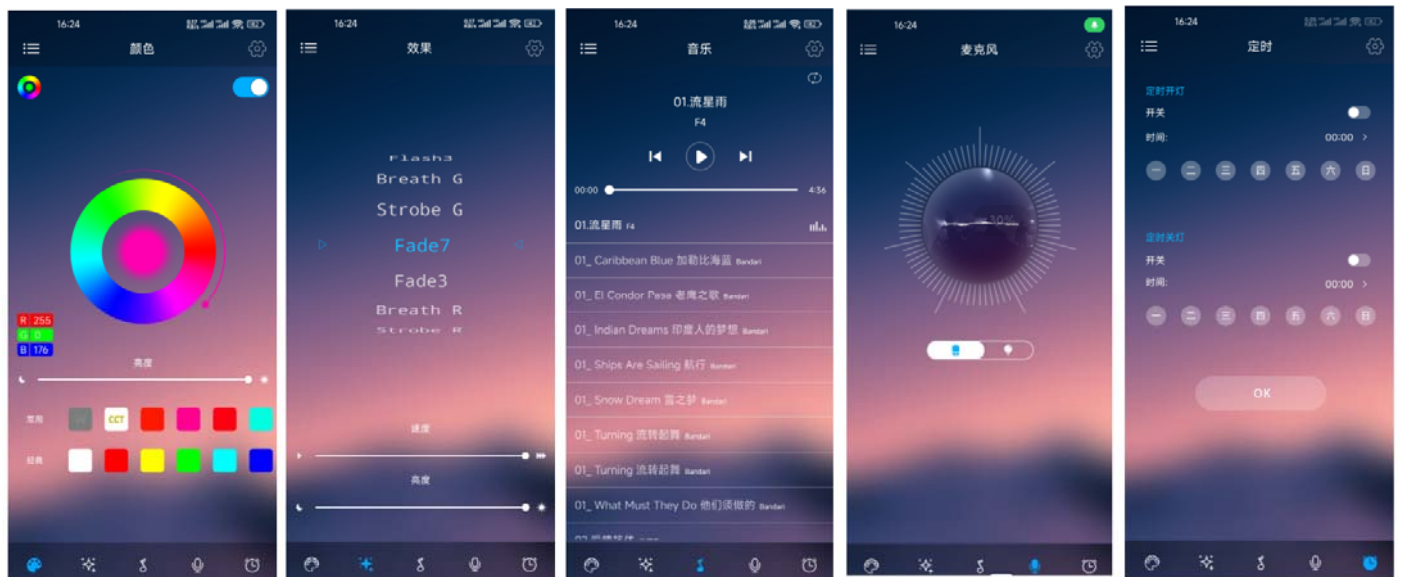 16:24
颜色
R 255
G 0
B 176
亮度
常用
CCT
经典
16:24
效果
Flash3
Breath G
Strobe G
Fade7
Fade3
Breath R
Strobe R
速度
亮度
16:24
音乐
01.流星雨
F4
00:00
4:36
01.流星雨 F4
01_ Caribbean Blue 加勒比海蓝 Bandari
01_ El Condor Pasa 老鹰之歌 Bandari
01_ Indian Dreams 印度人的梦想 Bandari
01_ Ships Are Sailing 航行 Bandari
01_ Snow Dream 雪之梦 Bandari
01_ Turning 流转起舞 Bandari
01_ Turning 流转起舞 Bandari
01_ What Must They Do 他们须做的 Bandari
16:24
麦克风
30%
16:24
定时
定时开灯
开关
时间:
00:00 >
一 二 三 四 五 六 日
定时关灯
开关
时间:
00:00 >
一 二 三 四 五 六 日
OK